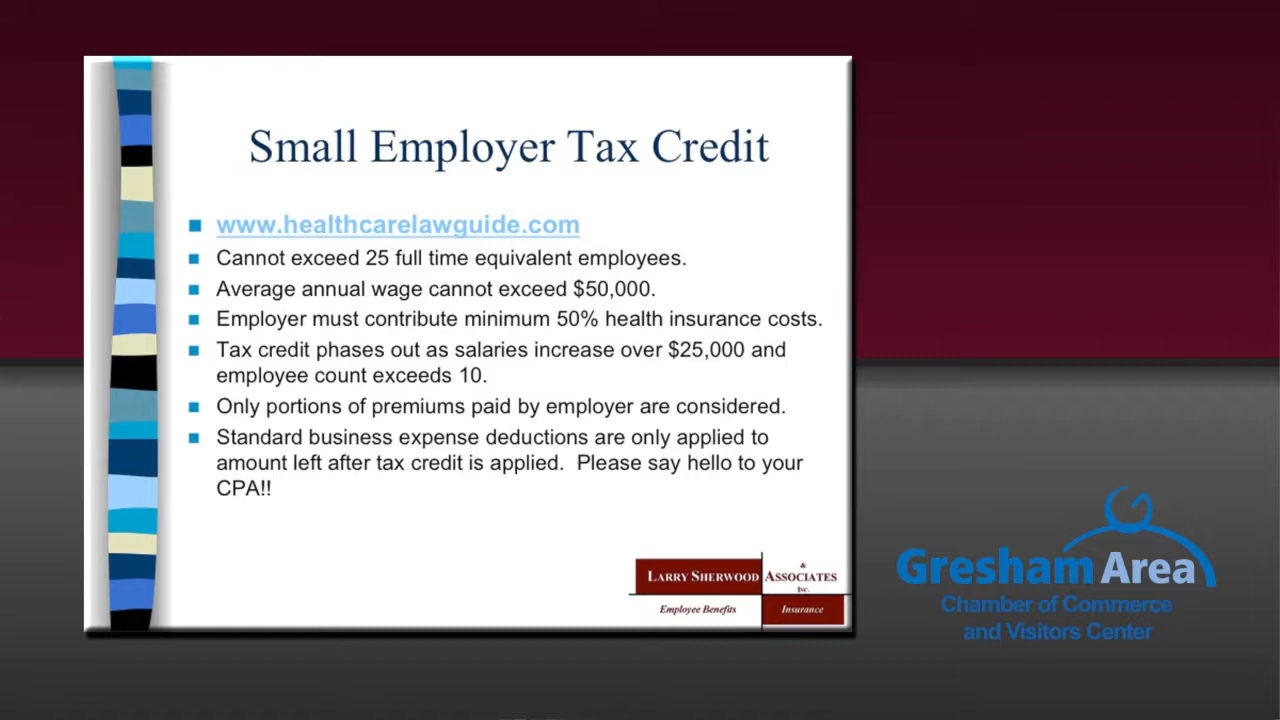 Small Employer Tax Credit
www.healthcarelawguide.com
Cannot exceed 25 full time equivalent employees.
Average annual wage cannot exceed $50,000.
Employer must contribute minimum 50% health insurance costs.
Tax credit phases out as salaries increase over $25,000 and
employee count exceeds 10.
Only portions of premiums paid by employer are considered.
Standard business expense deductions are only applied to
amount left after tax credit is applied.  Please say hello to your
CPA!!
LARRY SHERWOOD & ASSOCIATES INC.
Employee Benefits Insurance
Gresham Area
Chamber of Commerce
and Visitors Center